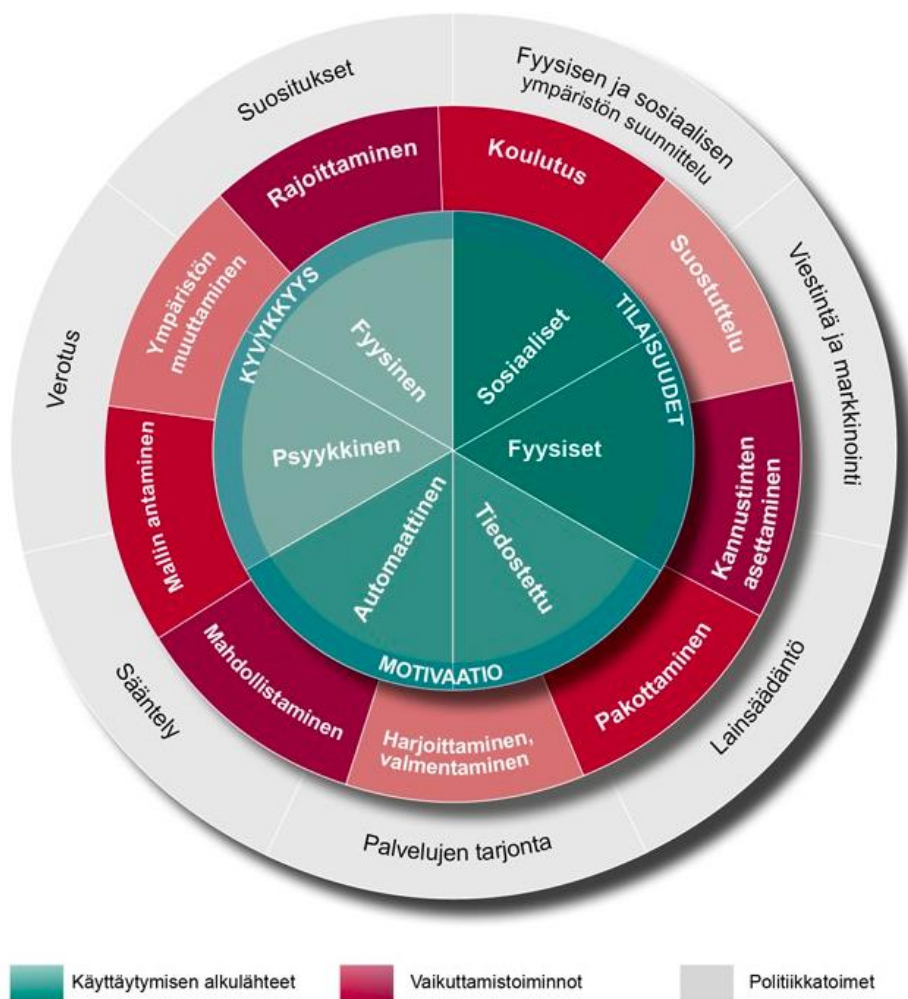 Suositukset
Fyysisen ja sosiaalisen
ympäristön suunnittelu
Viestintä ja markkinointi
Lainsäädäntö
Palvelujen tarjonta
Sääntely
Verotus
Rajoittaminen
Koulutus
Suostuttelu
Kannustinten
asettaminen
Pakottaminen
Harjoittaminen,
valmentaminen
Mahdollistaminen
Mallin antaminen
Ympäristön
muuttaminen
KYVYKKYYS
TILAISUUDET
MOTIVAATIO
Fyysinen
Sosiaaliset
Psyykkinen
Fyysiset
Automaattinen
Tiedostettu
Käyttäytymisen alkulähteet
Vaikuttamistoiminnot
Politiikkatoimet